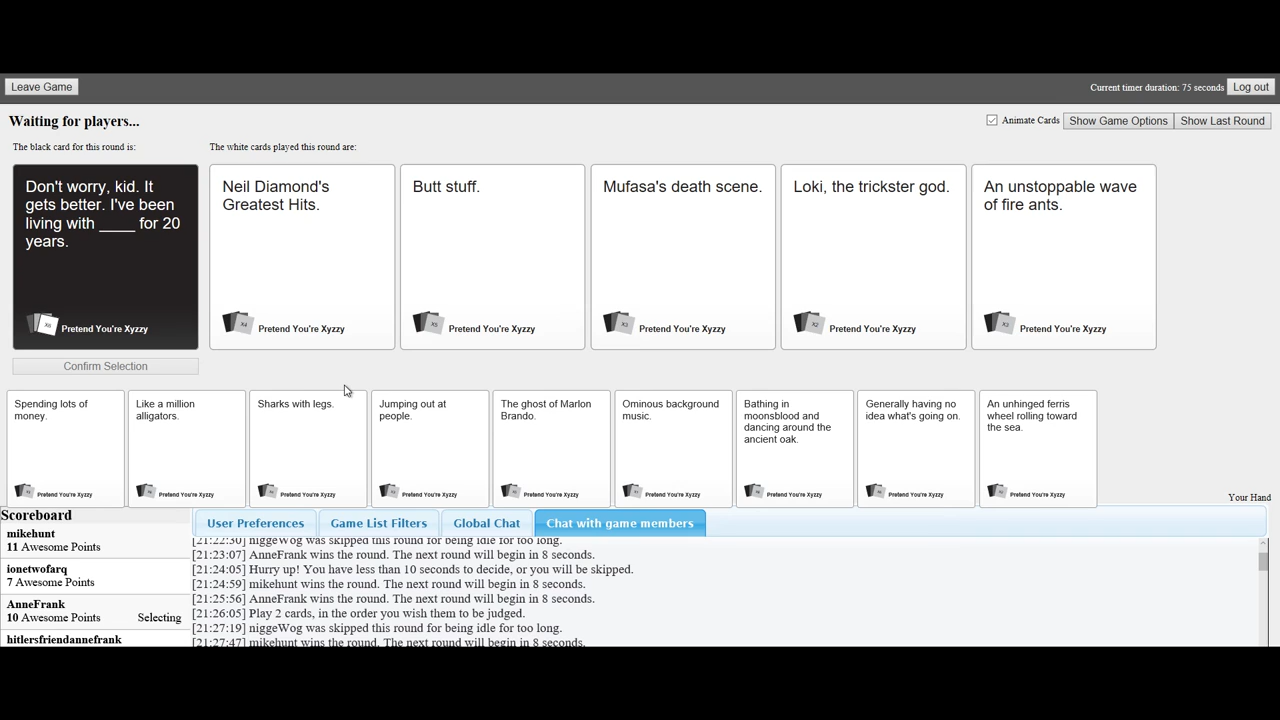 Leave Game
Current timer duration: 75 seconds
Log out
Waiting for players...
Animate Cards
Show Game Options
Show Last Round
The black card for this round is:
The white cards played this round are:
Don't worry, kid. It
gets better. I've been
living with ____ for 20
years.
X6
Pretend You're Xyzzy
Neil Diamond's
Greatest Hits.
X4
Pretend You're Xyzzy
Butt stuff.
X5
Pretend You're Xyzzy
Mufasa's death scene.
X3
Pretend You're Xyzzy
Loki, the trickster god.
X2
Pretend You're Xyzzy
An unstoppable wave
of fire ants.
Pretend You're Xyzzy
Confirm Selection
Spending lots of
money.
Pretend You're Xyzzy
Like a million
alligators.
Pretend You're Xyzzy
Sharks with legs.
Pretend You're Xyzzy
Jumping out at
people.
Pretend You're Xyzzy
The ghost of Marlon
Brando.
Pretend You're Xyzzy
Ominous background
music.
Pretend You're Xyzzy
Bathing in
moonsblood and
dancing around the
ancient oak.
Pretend You're Xyzzy
Generally having no
idea what's going on.
Pretend You're Xyzzy
An unhinged ferris
wheel rolling toward
the sea.
Pretend You're Xyzzy
Your Hand
Scoreboard
mikehunt
11 Awesome Points
ionetwofarq
7 Awesome Points
AnneFrank
10 Awesome Points
Selecting
hitlersfriendannefrank
User Preferences
Game List Filters
Global Chat
Chat with game members
[21:22:30] niggeWog was skipped this round for being idle for too long.
[21:23:07] AnneFrank wins the round. The next round will begin in 8 seconds.
[21:24:05] Hurry up! You have less than 10 seconds to decide, or you will be skipped.
[21:24:59] mikehunt wins the round. The next round will begin in 8 seconds.
[21:25:56] AnneFrank wins the round. The next round will begin in 8 seconds.
[21:26:05] Play 2 cards, in the order you wish them to be judged.
[21:27:19] niggeWog was skipped this round for being idle for too long.
[21:27:47] mikehunt wins the round. The next round will begin in 8 seconds.